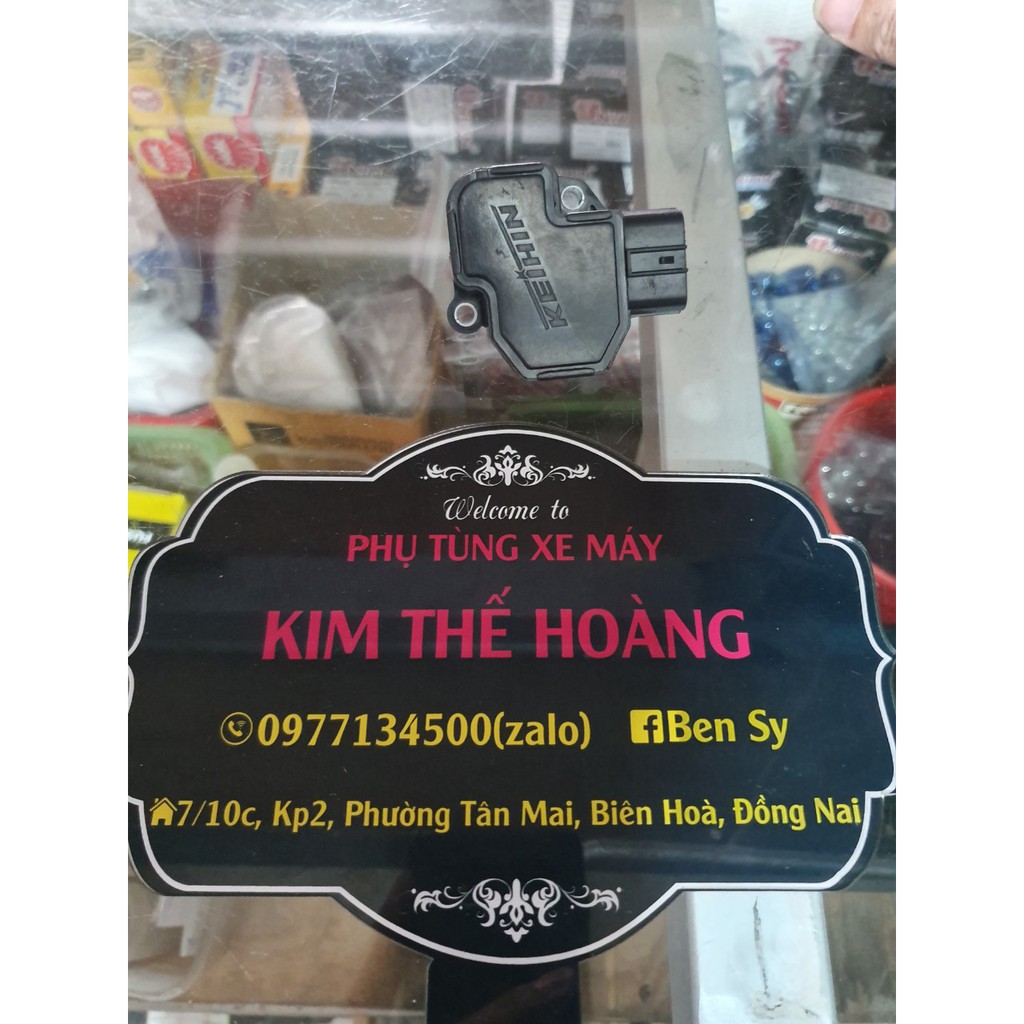 KEIHIN
Welcome to
PHỤ TÙNG XE MÁY
KIM THẾ HOÀNG
0977134500(zalo) Ben Sy
7/10c, Kp2, Phường Tân Mai, Biên Hoà, Đồng Nai